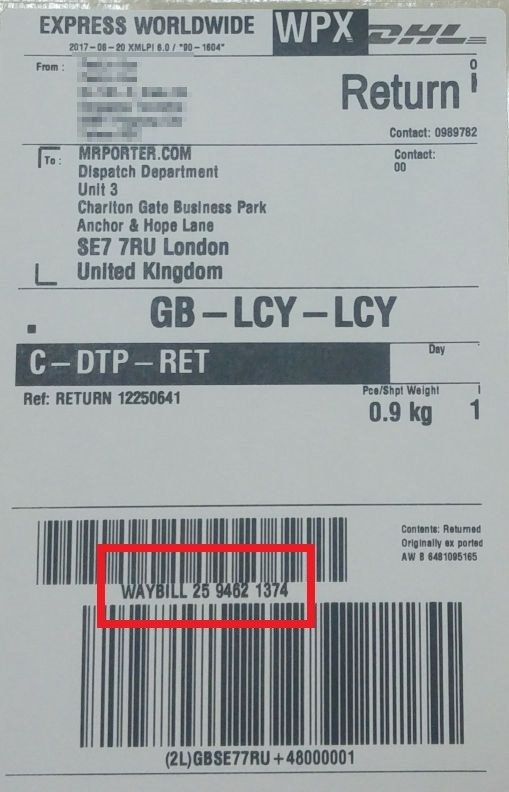 EXPRESS WORLDWIDE
WPX
DHL
2017-06-20 XMLPI 6.0 / "90-1604"
From :
0
Return
Contact: 0989782
To :
MRPORTER.COM
Dispatch Department
Unit 3
Charlton Gate Business Park
Anchor & Hope Lane
SE7 7RU London
United Kingdom
Contact:
00
GB-LCY-LCY
C-DTP-RET
Day
Ref: RETURN 12250641
Pce/Shpt Weight
0.9 kg
1
Contents: Returned
Originally ex ported
AW B 6481095165
WAYBILL 25 9462 1374
(2L)GBSE77RU+48000001